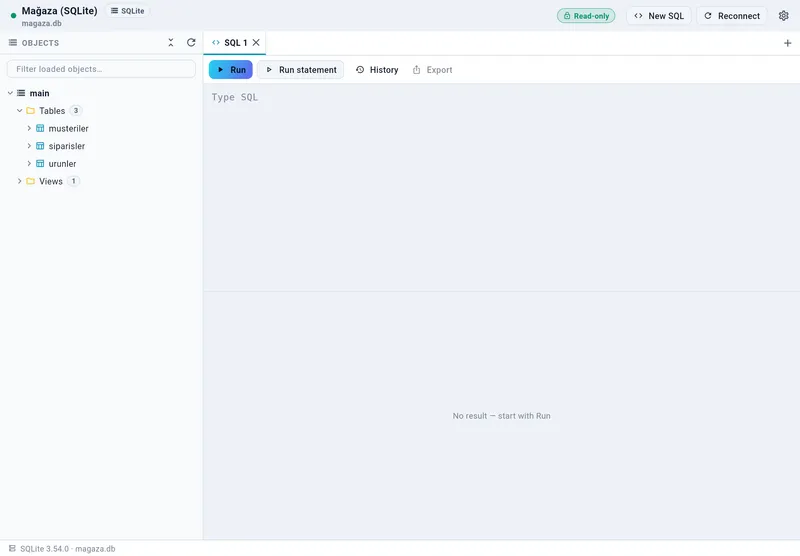 Mağaza (SQLite) SQLite
magaza.db
Read-only New SQL Reconnect
OBJECTS
SQL 1
Filter loaded objects…
Run Run statement History Export
main
Tables 3
musteriler
siparisler
urunler
Views 1
Type SQL
No result — start with Run
SQLite 3.54.0 · magaza.db